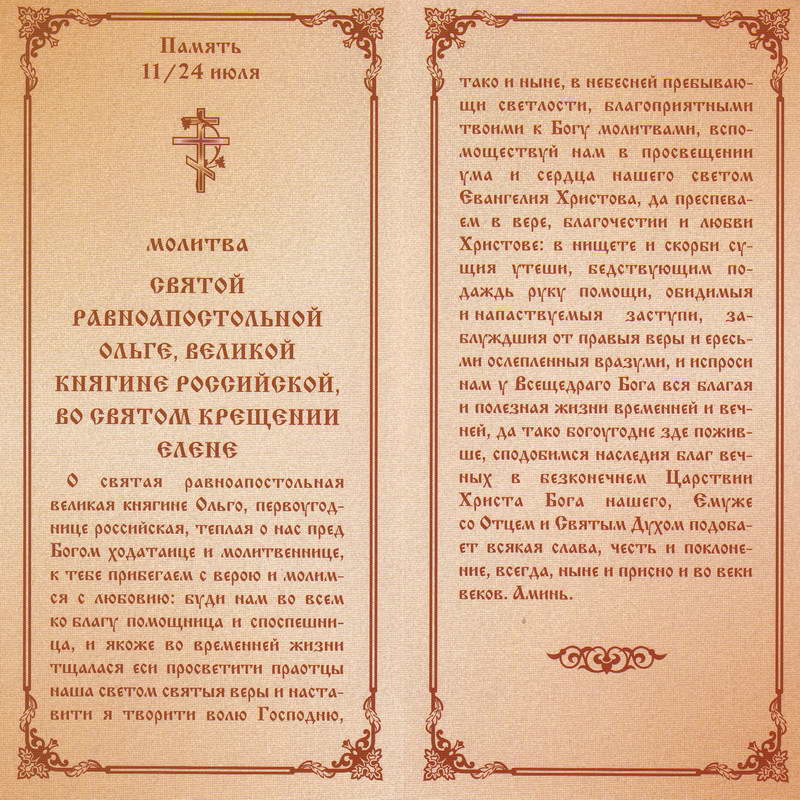 Память
11/24 июля
МОЛИТВА
СВЯТОЙ
РАВНОАПОСТОЛЬНОЙ
ОЛЬГЕ, ВЕЛИКОЙ
КНЯГИНЕ РОССИЙСКОЙ,
ВО СВЯТОМ КРЕЩЕНИИ
ЕЛЕНЕ
О святая равноапостольная
великая княгине Ольго, первоугод-
нице российская, теплая о нас пред
Богом ходатаице и молитвеннице,
к тебе прибегаем с верою и молим-
ся с любовию: буди нам во всем
ко благу помощница и споспешни-
ца, и якоже во временней жизни
тщалася еси просветити праотцы
наша светом святыя веры и наста-
вити я творити волю Господню,
тако и ныне, в небесней пребываю-
щи светлости, благоприятными
твоими к Богу молитвами, вспо-
моществуй нам в просвещении
ума и сердца нашего светом
Евангелия Христова, да преспева-
ем в вере, благочестии и любви
Христове: в нищете и скорби су-
щия утеши, бедствующим по-
даждь руку помощи, обидимыя
и напаствуемыя заступи, за-
блуждшия от правыя веры и ересь-
ми ослепленныя вразуми, и испроси
нам у Всещедраго Бога вся благая
и полезная жизни временней и веч-
ней, да тако богоугодне зде пожив-
ше, сподобимся наследия благ веч-
ных в безконечнем Царствии
Христа Бога нашего, Емуже
со Отцем и Святым Духом подоба-
ет всякая слава, честь и поклоне-
ние, всегда, ныне и присно и во веки
веков. Аминь.